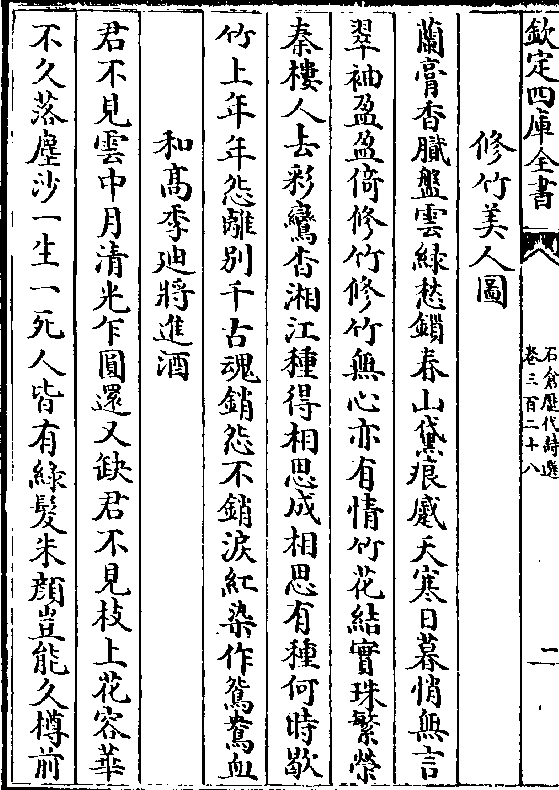 欽定四庫全書
石倉歷代詩選
卷三百二十八
二
修竹美人圖
蘭膏香膩盤雲綠愁鎖春山黛痕蹙天寒日暮悄無言
翠袖盈盈倚修竹修竹無心亦有情竹花結實珠繁榮
秦樓人去彩鸞杳湘江種得相思成相思有種何時歇
竹上年年怨離別千古魂銷怨不銷淚紅染作鴛鴦血
和高季廸將進酒
君不見雲中月清光乍圓還又缺君不見枝上花容華
不久落塵沙一生一死人皆有綠髮朱顏豈能久樽前